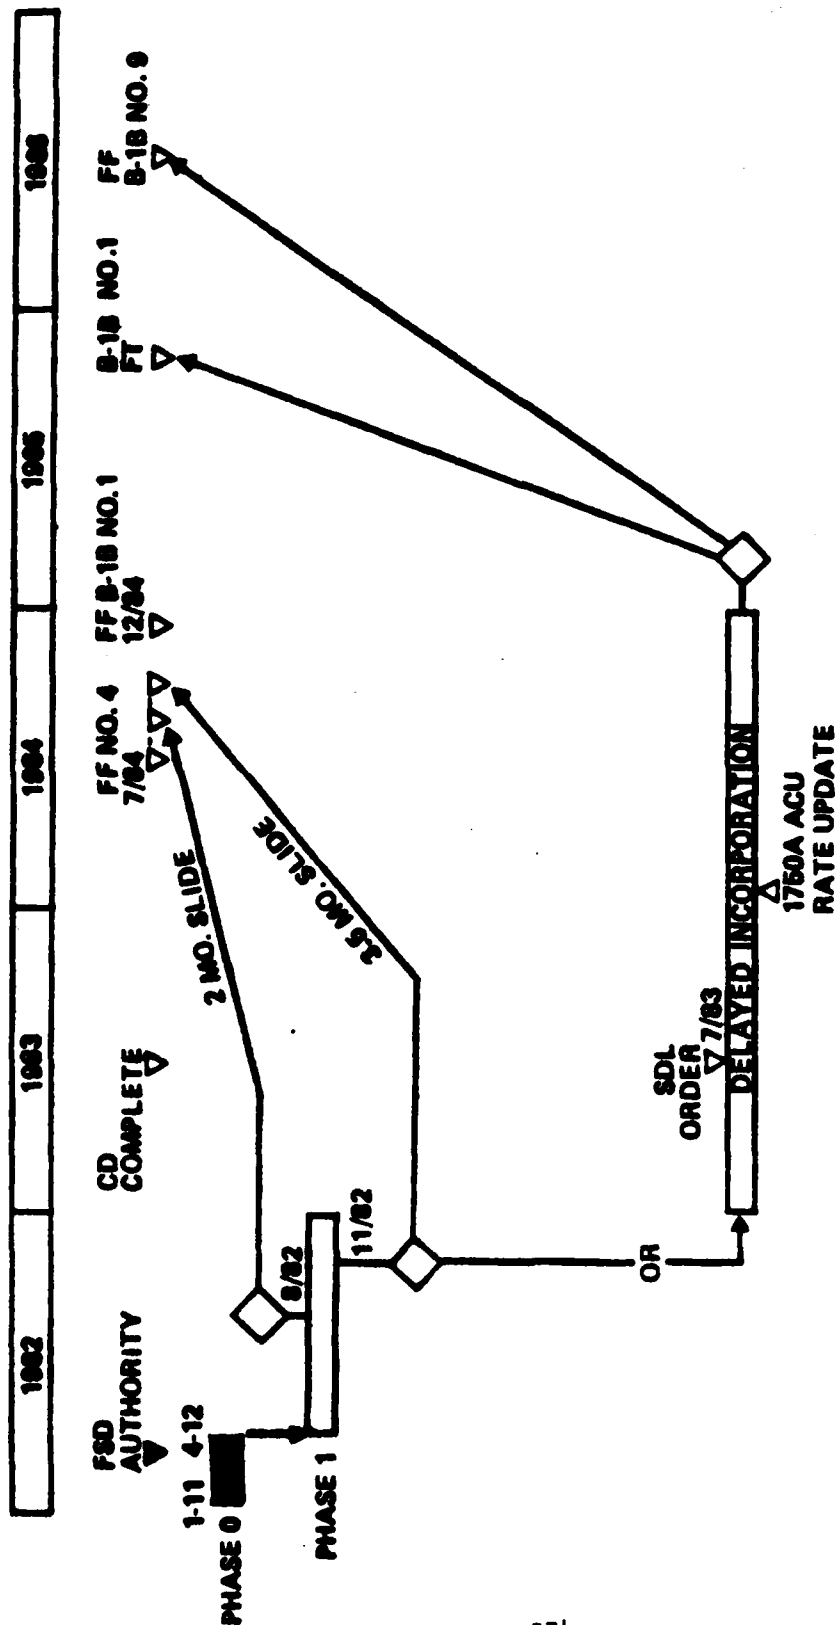 1982
1983
1984
1985
1986
FSD
AUTHORITY
CD
COMPLETE
FF NO. 4
7/84
FF B-1B NO. 1
12/84
B-1B NO. 1
FT
FF
B-1B NO. 9
1-11 4-12
PHASE 0
PHASE 1
8/82
2 MO. SLIDE
11/82
3.5 MO. SLIDE
OR
SDL
ORDER 7/83
DELAYED INCORPORATION
1750A ACU
RATE UPDATE